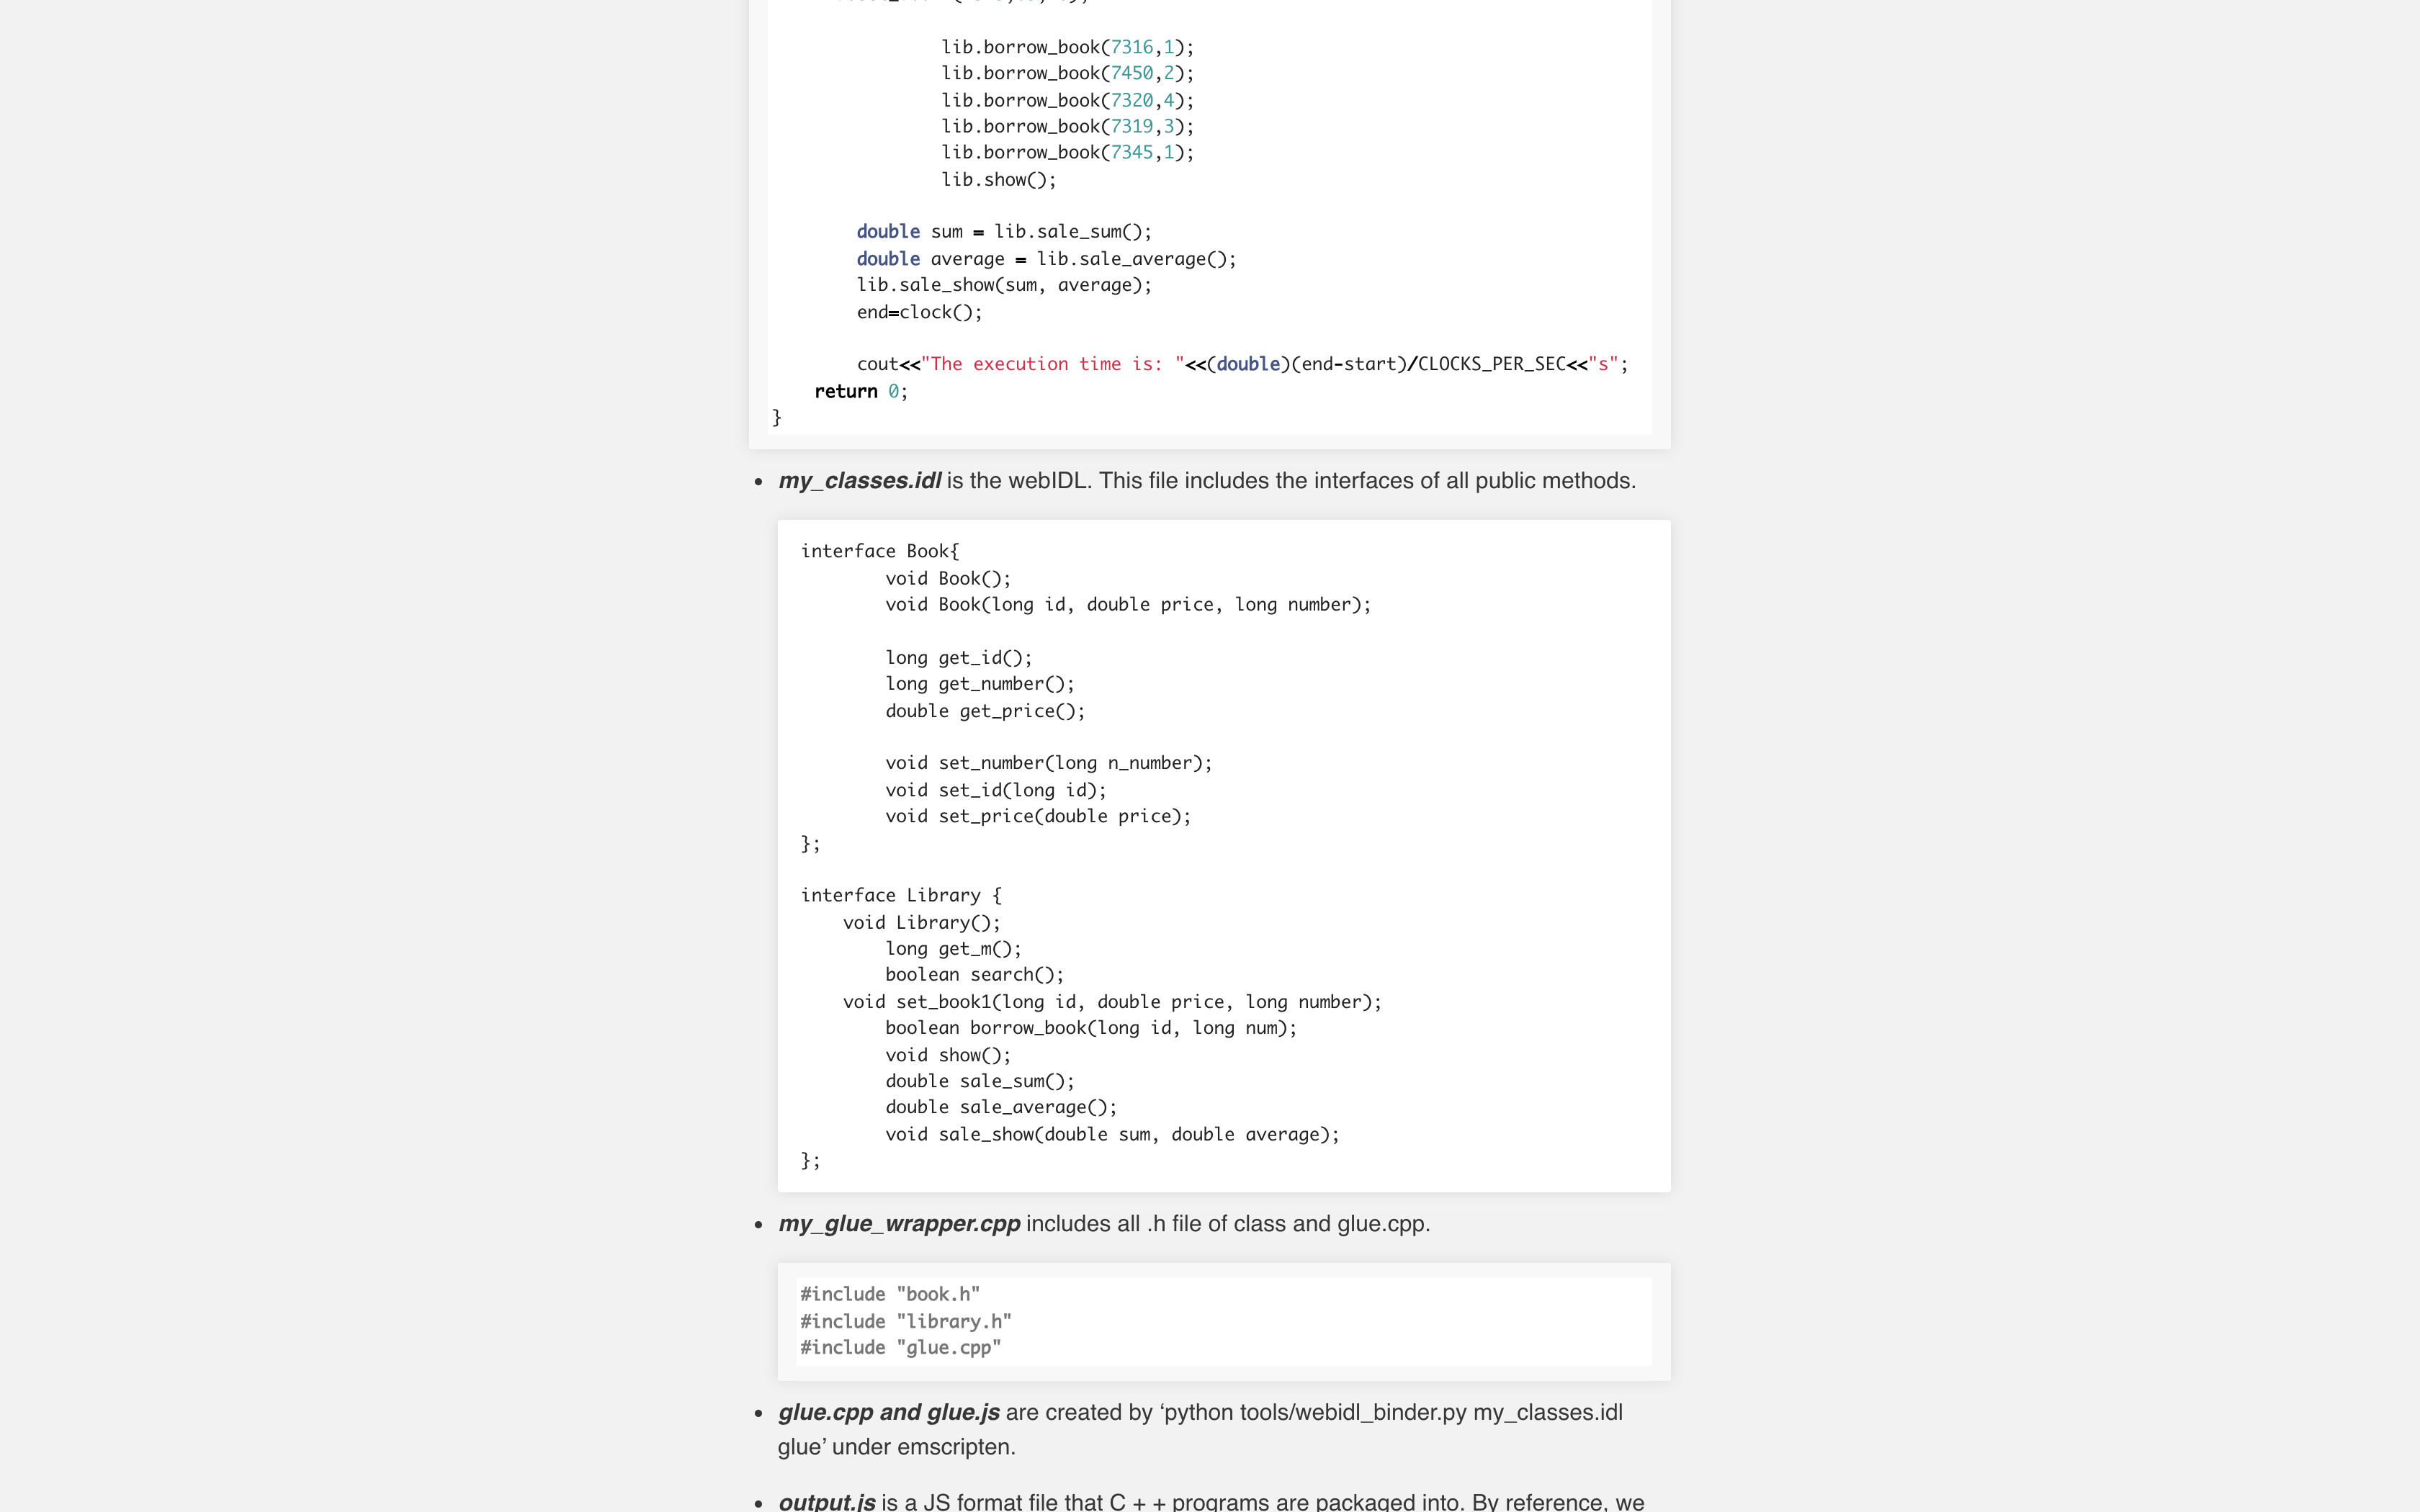 lib.borrow_book(7316,1);
lib.borrow_book(7450,2);
lib.borrow_book(7320,4);
lib.borrow_book(7319,3);
lib.borrow_book(7345,1);
lib.show();
double sum = lib.sale_sum();
double average = lib.sale_average();
lib.sale_show(sum, average);
end=clock();
cout<<"The execution time is: "<<(double)(end-start)/CLOCKS_PER_SEC<<"s";
return 0;
}
• my_classes.idl is the webIDL. This file includes the interfaces of all public methods.
interface Book{
void Book();
void Book(long id, double price, long number);
long get_id();
long get_number();
double get_price();
void set_number(long n_number);
void set_id(long id);
void set_price(double price);
};
interface Library {
void Library();
long get_m();
boolean search();
void set_book1(long id, double price, long number);
boolean borrow_book(long id, long num);
void show();
double sale_sum();
double sale_average();
void sale_show(double sum, double average);
};
• my_glue_wrapper.cpp includes all .h file of class and glue.cpp.
#include "book.h"
#include "library.h"
#include "glue.cpp"
• glue.cpp and glue.js are created by ‘python tools/webidl_binder.py my_classes.idl
glue’ under emscripten.
• output.js is a JS format file that C + + programs are packaged into. By reference, we